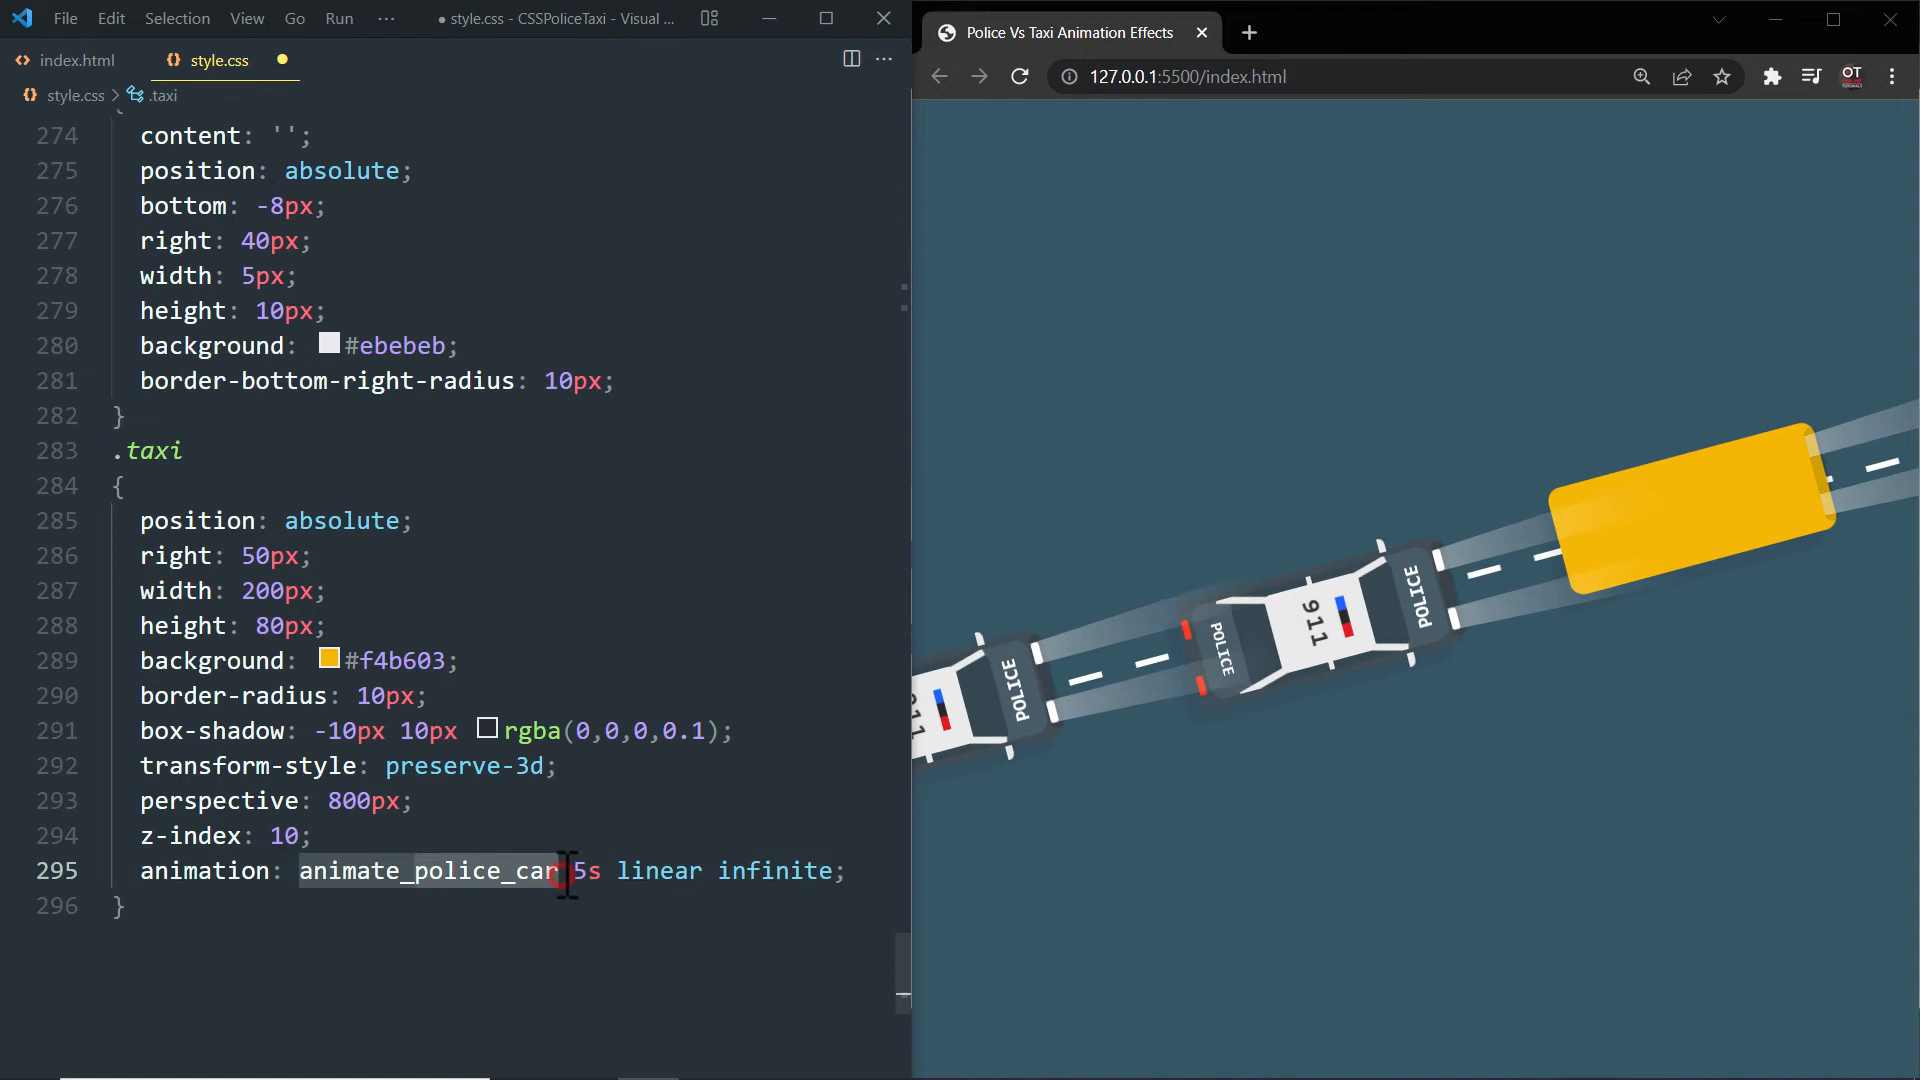 File Edit Selection View Go Run ··· ● style.css - CSSPoliceTaxi - Visual ...
index.html style.css
style.css > .taxi
{
274 content: '';
275 position: absolute;
276 bottom: -8px;
277 right: 40px;
278 width: 5px;
279 height: 10px;
280 background: #ebebeb;
281 border-bottom-right-radius: 10px;
282 }
283 .taxi
284 {
285 position: absolute;
286 right: 50px;
287 width: 200px;
288 height: 80px;
289 background: #f4b603;
290 border-radius: 10px;
291 box-shadow: -10px 10px rgba(0,0,0,0.1);
292 transform-style: preserve-3d;
293 perspective: 800px;
294 z-index: 10;
295 animation: animate_police_car 5s linear infinite;
296 }
Police Vs Taxi Animation Effects
127.0.0.1:5500/index.html
OT
POLICE
911
POLICE
911
POLICE